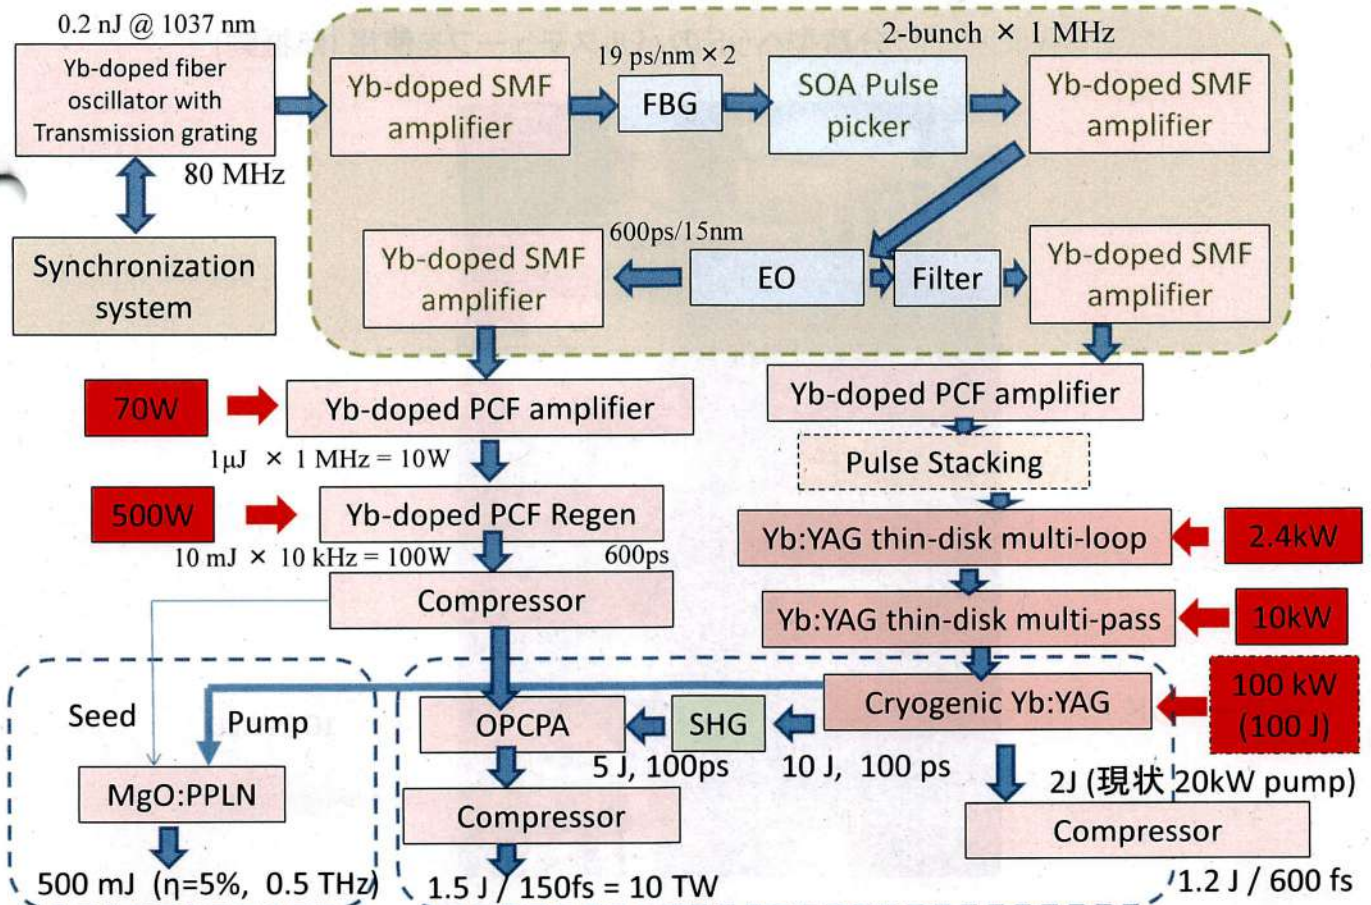 0.2 nJ @ 1037 nm
Yb-doped fiber
oscillator with
Transmission grating
80 MHz
Synchronization
system
Yb-doped SMF
amplifier
19 ps/nm × 2
FBG
2-bunch × 1 MHz
SOA Pulse
picker
Yb-doped SMF
amplifier
Yb-doped SMF
amplifier
600ps/15nm
EO
Filter
Yb-doped SMF
amplifier
70W
Yb-doped PCF amplifier
1μJ × 1 MHz = 10W
500W
Yb-doped PCF Regen
10 mJ × 10 kHz = 100W
600ps
Compressor
Yb-doped PCF amplifier
Pulse Stacking
Yb:YAG thin-disk multi-loop
2.4kW
Yb:YAG thin-disk multi-pass
10kW
Cryogenic Yb:YAG
100 kW
(100 J)
Seed
Pump
MgO:PPLN
500 mJ (η=5%, 0.5 THz)
OPCPA
SHG
5 J, 100ps
10 J, 100 ps
Compressor
1.5 J / 150fs = 10 TW
2J (現状 20kW pump)
Compressor
1.2 J / 600 fs